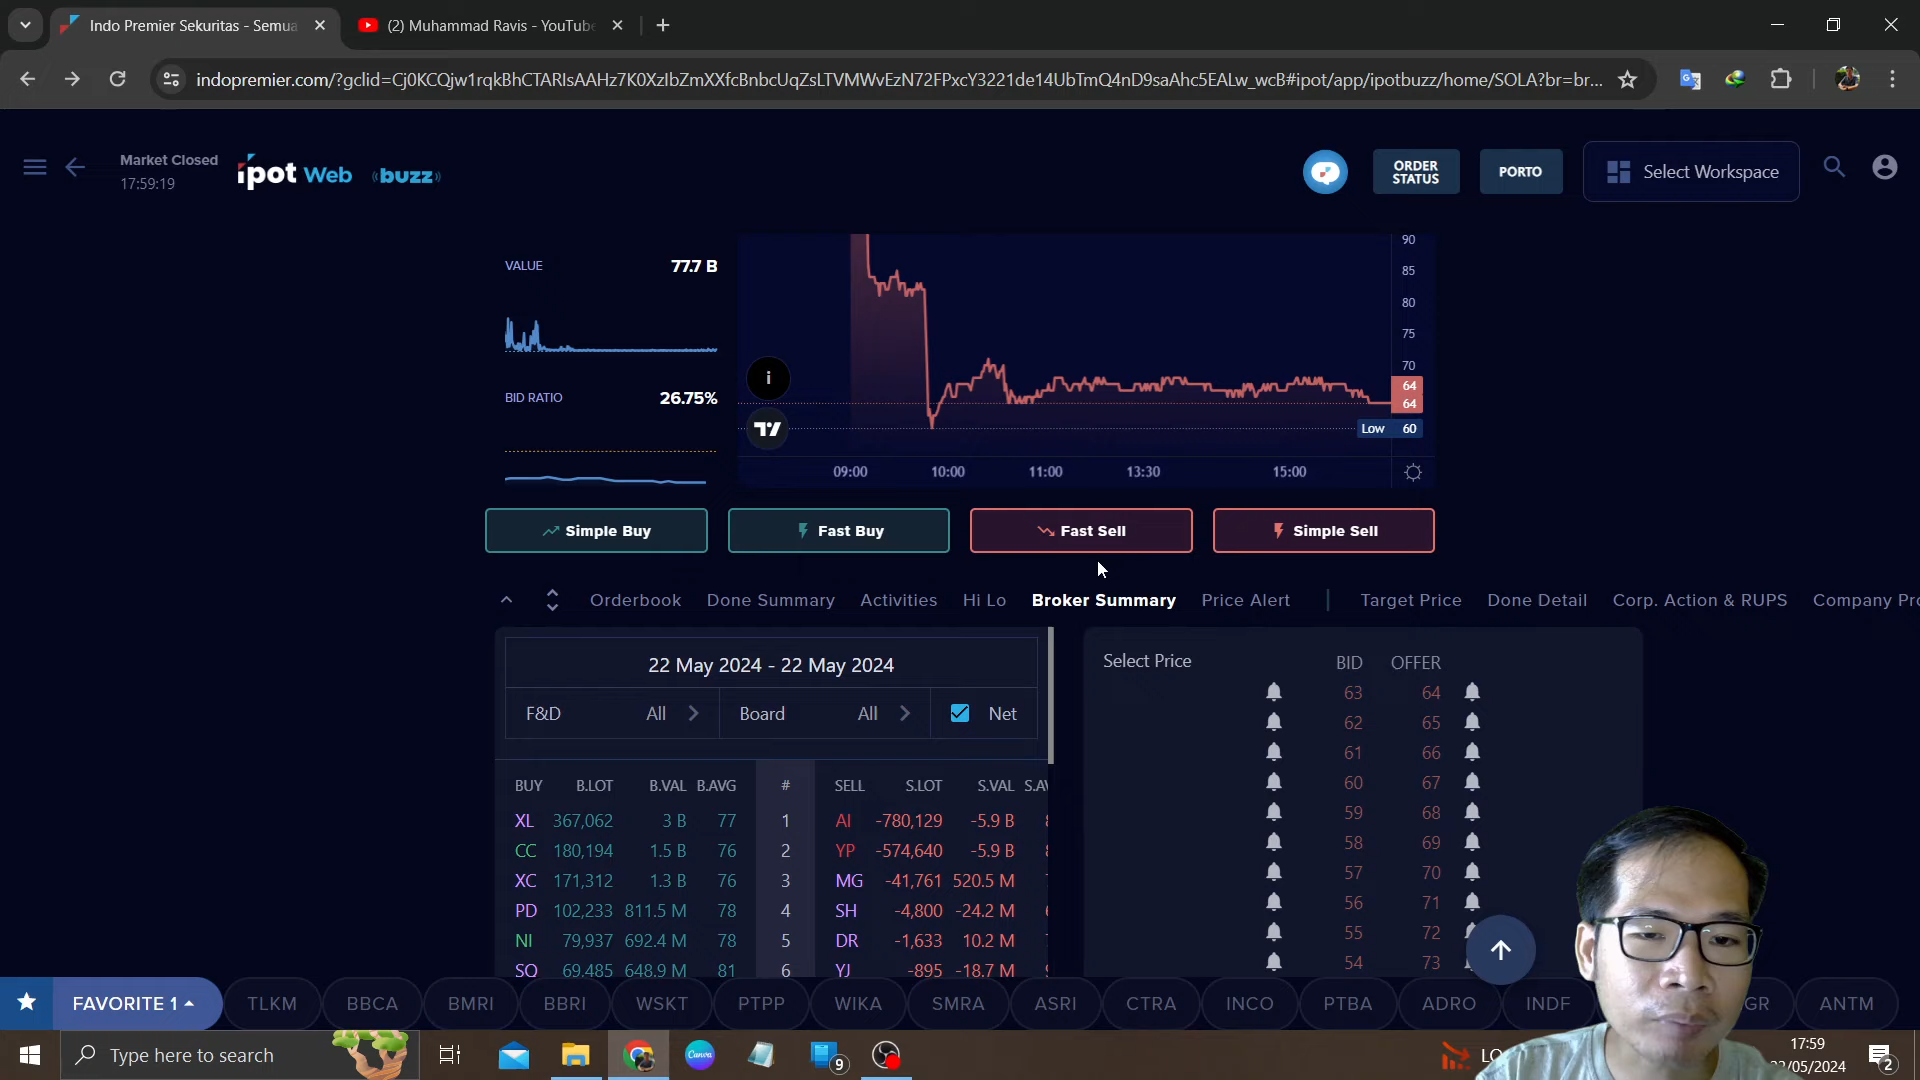 Indo Premier Sekuritas - Semua
(2) Muhammad Ravis - YouTube
indopremier.com/?gclid=Cj0KCQjw1rqkBhCTARIsAAHz7K0XzIbZmXXfcBnbcUqZsLTVMWvEzN72FPxcY3221de14UbTmQ4nD9saAhc5EALw_wcB#ipot/app/ipotbuzz/home/SOLA?br=br...
Market Closed
17:59:19
ipot Web buzz
ORDER
STATUS
PORTO
Select Workspace
VALUE 77.7 B
BID RATIO 26.75%
90
85
80
75
70
64
64
Low 60
09:00 10:00 11:00 13:30 15:00
Simple Buy Fast Buy Fast Sell Simple Sell
Orderbook Done Summary Activities Hi Lo Broker Summary Price Alert Target Price Done Detail Corp. Action & RUPS Company Pro
22 May 2024 - 22 May 2024
F&D All Board All Net
BUY B.LOT B.VAL B.AVG # SELL S.LOT S.VAL S.AV
XL 367,062 3 B 77 1 AI -780,129 -5.9 B
CC 180,194 1.5 B 76 2 YP -574,640 -5.9 B
XC 171,312 1.3 B 76 3 MG -41,761 520.5 M
PD 102,233 811.5 M 78 4 SH -4,800 -24.2 M
NI 79,937 692.4 M 78 5 DR -1,633 10.2 M
SQ 69,485 648.9 M 81 6 YJ -895 -18.7 M
Select Price BID OFFER
63 64
62 65
61 66
60 67
59 68
58 69
57 70
56 71
55 72
54 73
FAVORITE 1 TLKM BBCA BMRI BBRI WSKT PTPP WIKA SMRA ASRI CTRA INCO PTBA ADRO INDF GR ANTM
Type here to search
Canva
9
LO
17:59
/05/2024
2